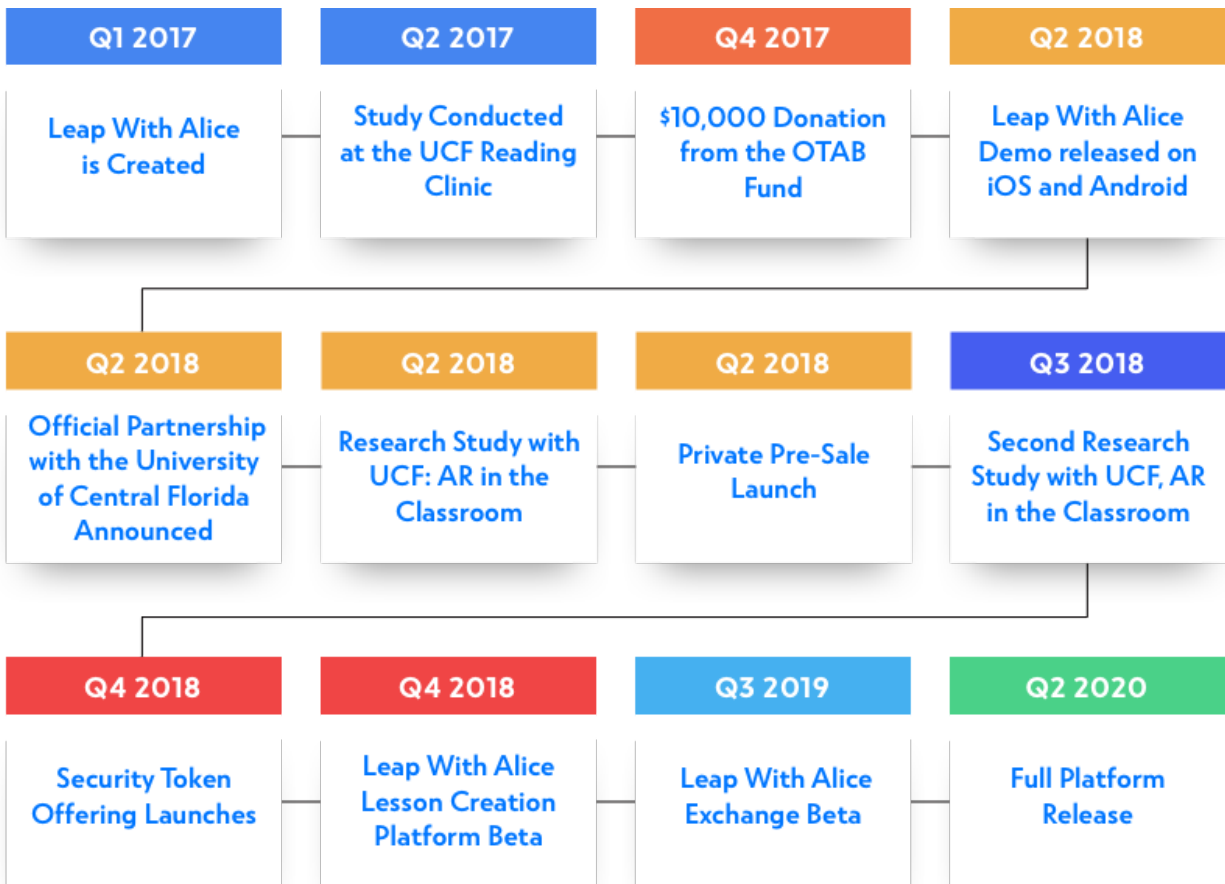 Q1 2017
Leap With Alice
is Created
Q2 2017
Study Conducted
at the UCF Reading
Clinic
Q4 2017
$10,000 Donation
from the OTAB
Fund
Q2 2018
Leap With Alice
Demo released on
iOS and Android
Q2 2018
Official Partnership
with the University
of Central Florida
Announced
Q2 2018
Research Study with
UCF: AR in the
Classroom
Q2 2018
Private Pre-Sale
Launch
Q3 2018
Second Research
Study with UCF, AR
in the Classroom
Q4 2018
Security Token
Offering Launches
Q4 2018
Leap With Alice
Lesson Creation
Platform Beta
Q3 2019
Leap With Alice
Exchange Beta
Q2 2020
Full Platform
Release